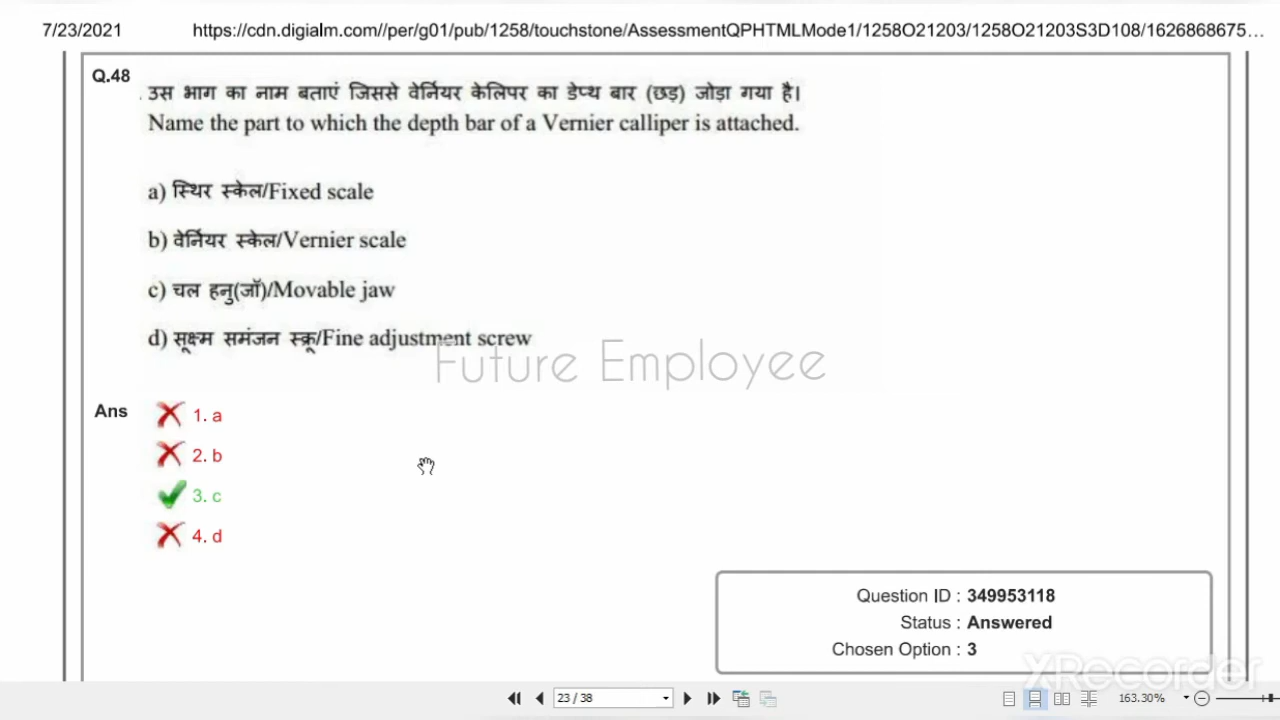 7/23/2021 https://cdn.digialm.com//per/g01/pub/1258/touchstone/AssessmentQPHTMLMode1/1258O21203/1258O21203S3D108/1626868675…
Q.48
उस भाग का नाम बताएं जिससे वेर्नियर केलिपर का डेप्थ बार (छड़) जोड़ा गया है।
Name the part to which the depth bar of a Vernier calliper is attached.
a) स्थिर स्केल/Fixed scale
b) वेर्नियर स्केल/Vernier scale
c) चल हनु(जॉ)/Movable jaw
d) सूक्ष्म समंजन स्क्रू/Fine adjustment screw
Future Employee
Ans
1. a
2. b
3. c
4. d
Question ID : 349953118
Status : Answered
Chosen Option : 3
XRecorder
23 / 38
163.30%